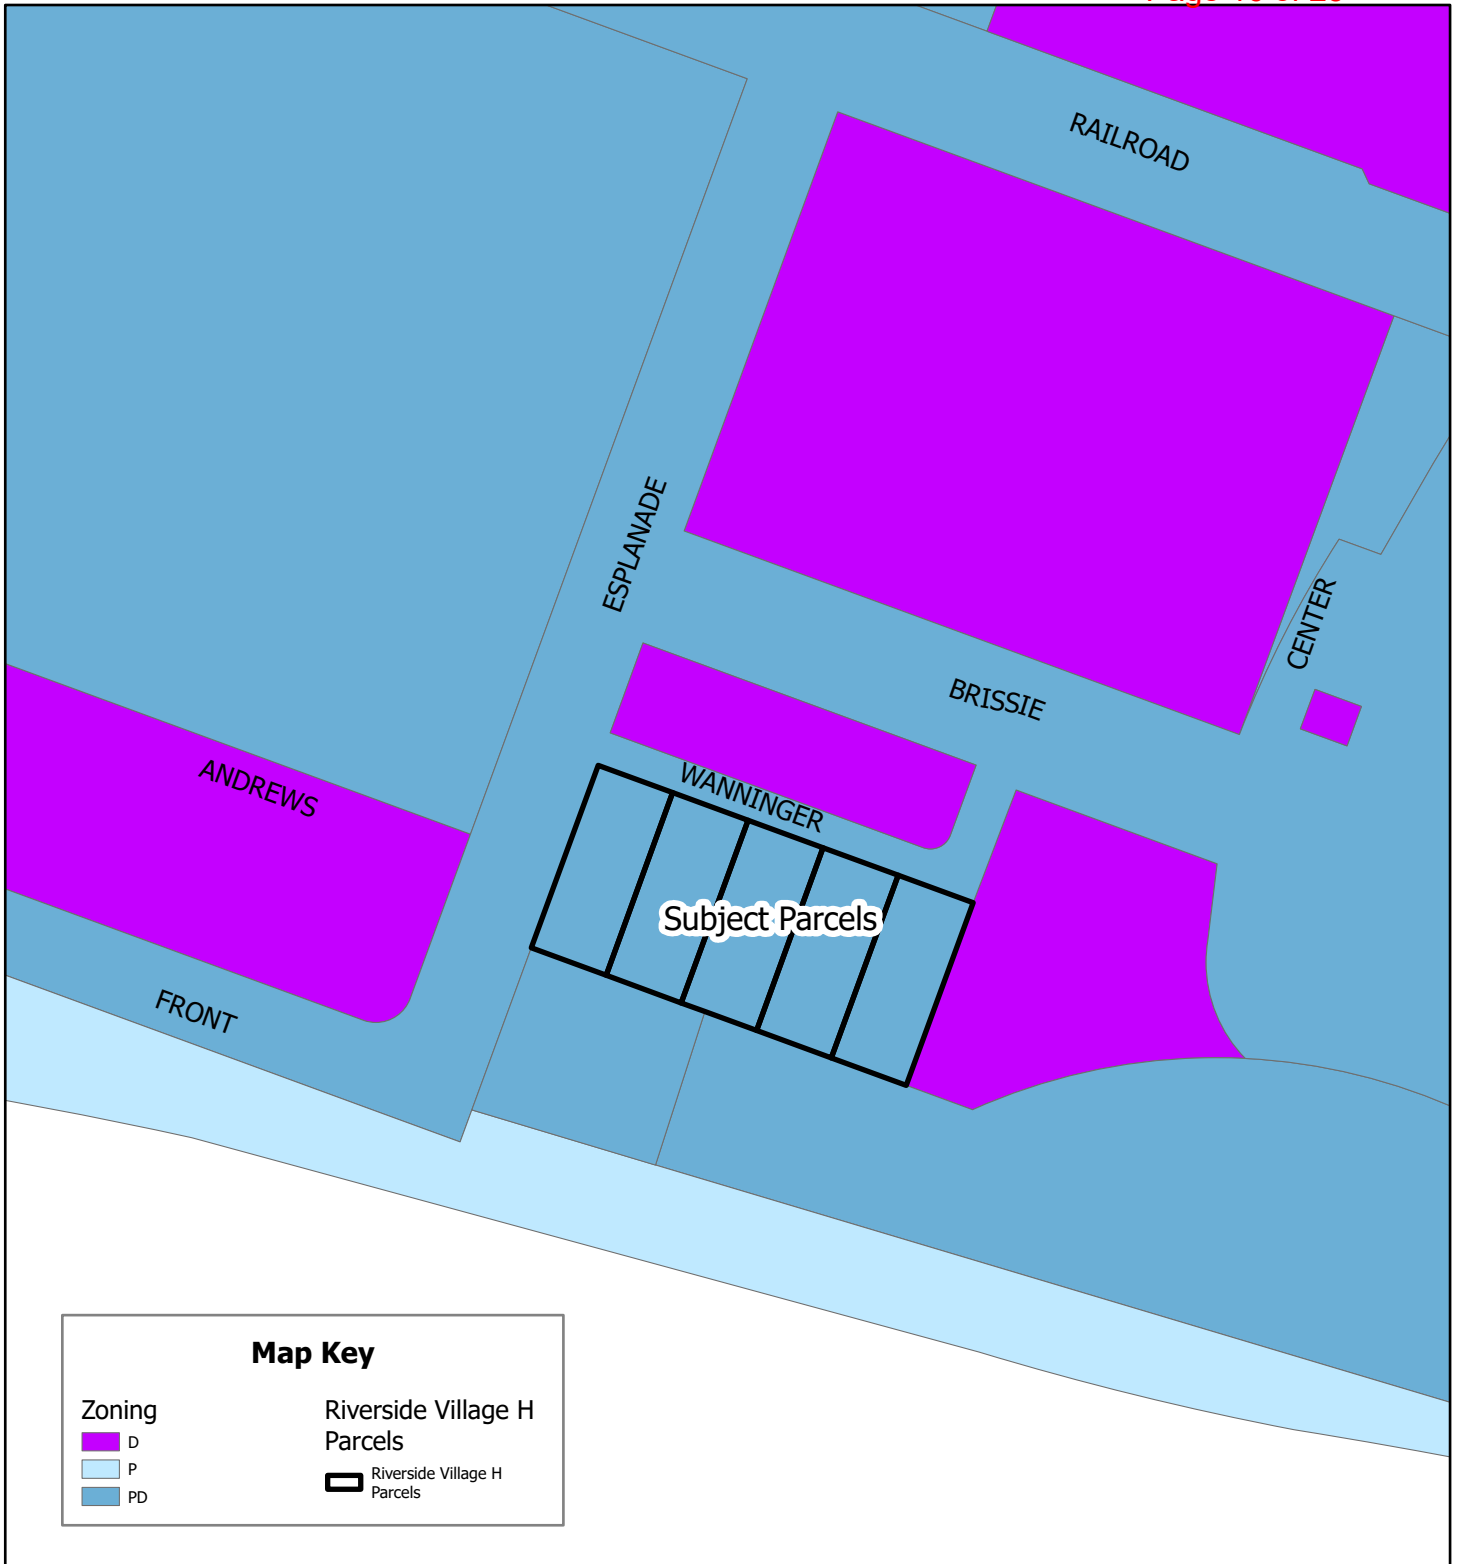 RAILROAD
ESPLANADE
CENTER
BRISSIE
ANDREWS
WANNINGER
Subject Parcels
FRONT
Map Key
Zoning
D
P
PD
Riverside Village H
Parcels
Riverside Village H
Parcels